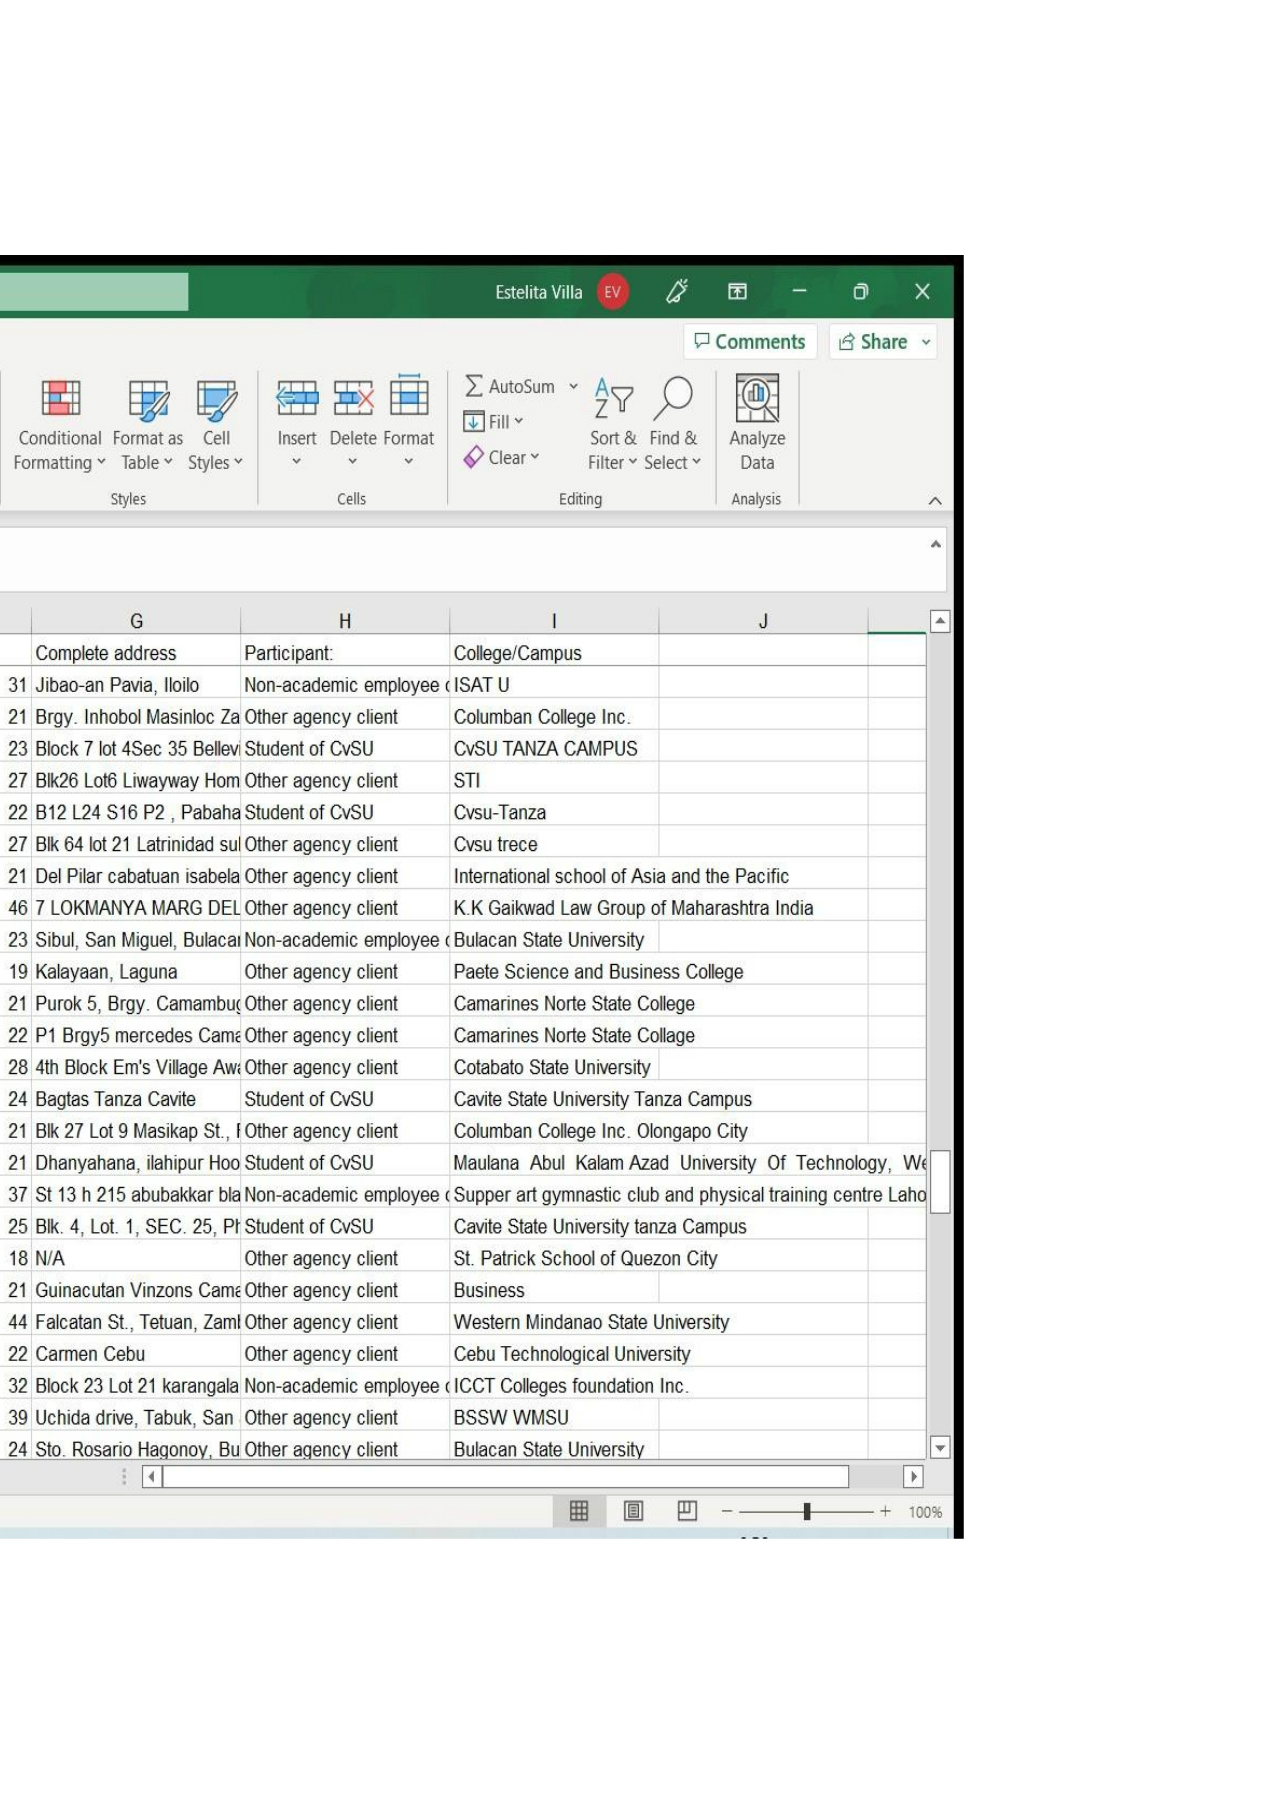 Estelita Villa EV
Comments Share
AutoSum
Fill
Clear
Conditional Formatting
Format as Table
Cell Styles
Insert
Delete
Format
Sort & Filter
Find & Select
Analyze Data
Styles Cells Editing Analysis
G H I J
Complete address Participant: College/Campus
31 Jibao-an Pavia, Iloilo Non-academic employee ISAT U
21 Brgy. Inhobol Masinloc Za Other agency client Columban College Inc.
23 Block 7 lot 4Sec 35 Bellevi Student of CvSU CvSU TANZA CAMPUS
27 Blk26 Lot6 Liwayway Hom Other agency client STI
22 B12 L24 S16 P2 , Pabaha Student of CvSU Cvsu-Tanza
27 Blk 64 lot 21 Latrinidad sul Other agency client Cvsu trece
21 Del Pilar cabatuan isabela Other agency client International school of Asia and the Pacific
46 7 LOKMANYA MARG DEL Other agency client K.K Gaikwad Law Group of Maharashtra India
23 Sibul, San Miguel, Bulacan Non-academic employee Bulacan State University
19 Kalayaan, Laguna Other agency client Paete Science and Business College
21 Purok 5, Brgy. Camambug Other agency client Camarines Norte State College
22 P1 Brgy5 mercedes Cama Other agency client Camarines Norte State Collage
28 4th Block Em's Village Awa Other agency client Cotabato State University
24 Bagtas Tanza Cavite Student of CvSU Cavite State University Tanza Campus
21 Blk 27 Lot 9 Masikap St., Other agency client Columban College Inc. Olongapo City
21 Dhanyahana, ilahipur Hoo Student of CvSU Maulana Abul Kalam Azad University Of Technology, We
37 St 13 h 215 abubakkar bla Non-academic employee Supper art gymnastic club and physical training centre Laho
25 Blk. 4, Lot. 1, SEC. 25, Ph Student of CvSU Cavite State University tanza Campus
18 N/A Other agency client St. Patrick School of Quezon City
21 Guinacutan Vinzons Cama Other agency client Business
44 Falcatan St., Tetuan, Zam Other agency client Western Mindanao State University
22 Carmen Cebu Other agency client Cebu Technological University
32 Block 23 Lot 21 karangala Non-academic employee ICCT Colleges foundation Inc.
39 Uchida drive, Tabuk, San Other agency client BSSW WMSU
24 Sto. Rosario Hagonoy, Bu Other agency client Bulacan State University
100%